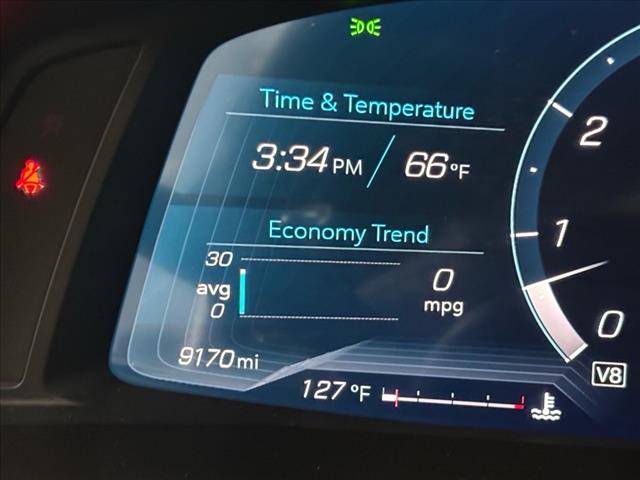 Time & Temperature
3:34 PM / 66 °F
Economy Trend
30
avg
0
0
mpg
9170 mi
127 °F
2
1
0
V8